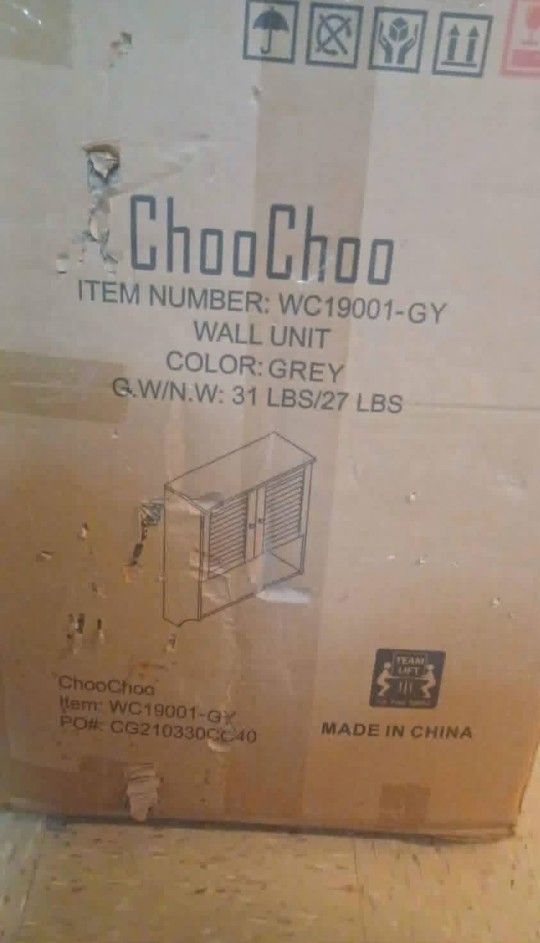 ChooChoo
ITEM NUMBER: WC19001-GY
WALL UNIT
COLOR: GREY
G.W/N.W: 31 LBS/27 LBS
TEAM
LIFT
ChooChoo
Item: WC19001-GY
PO#: CG210330CC40
MADE IN CHINA